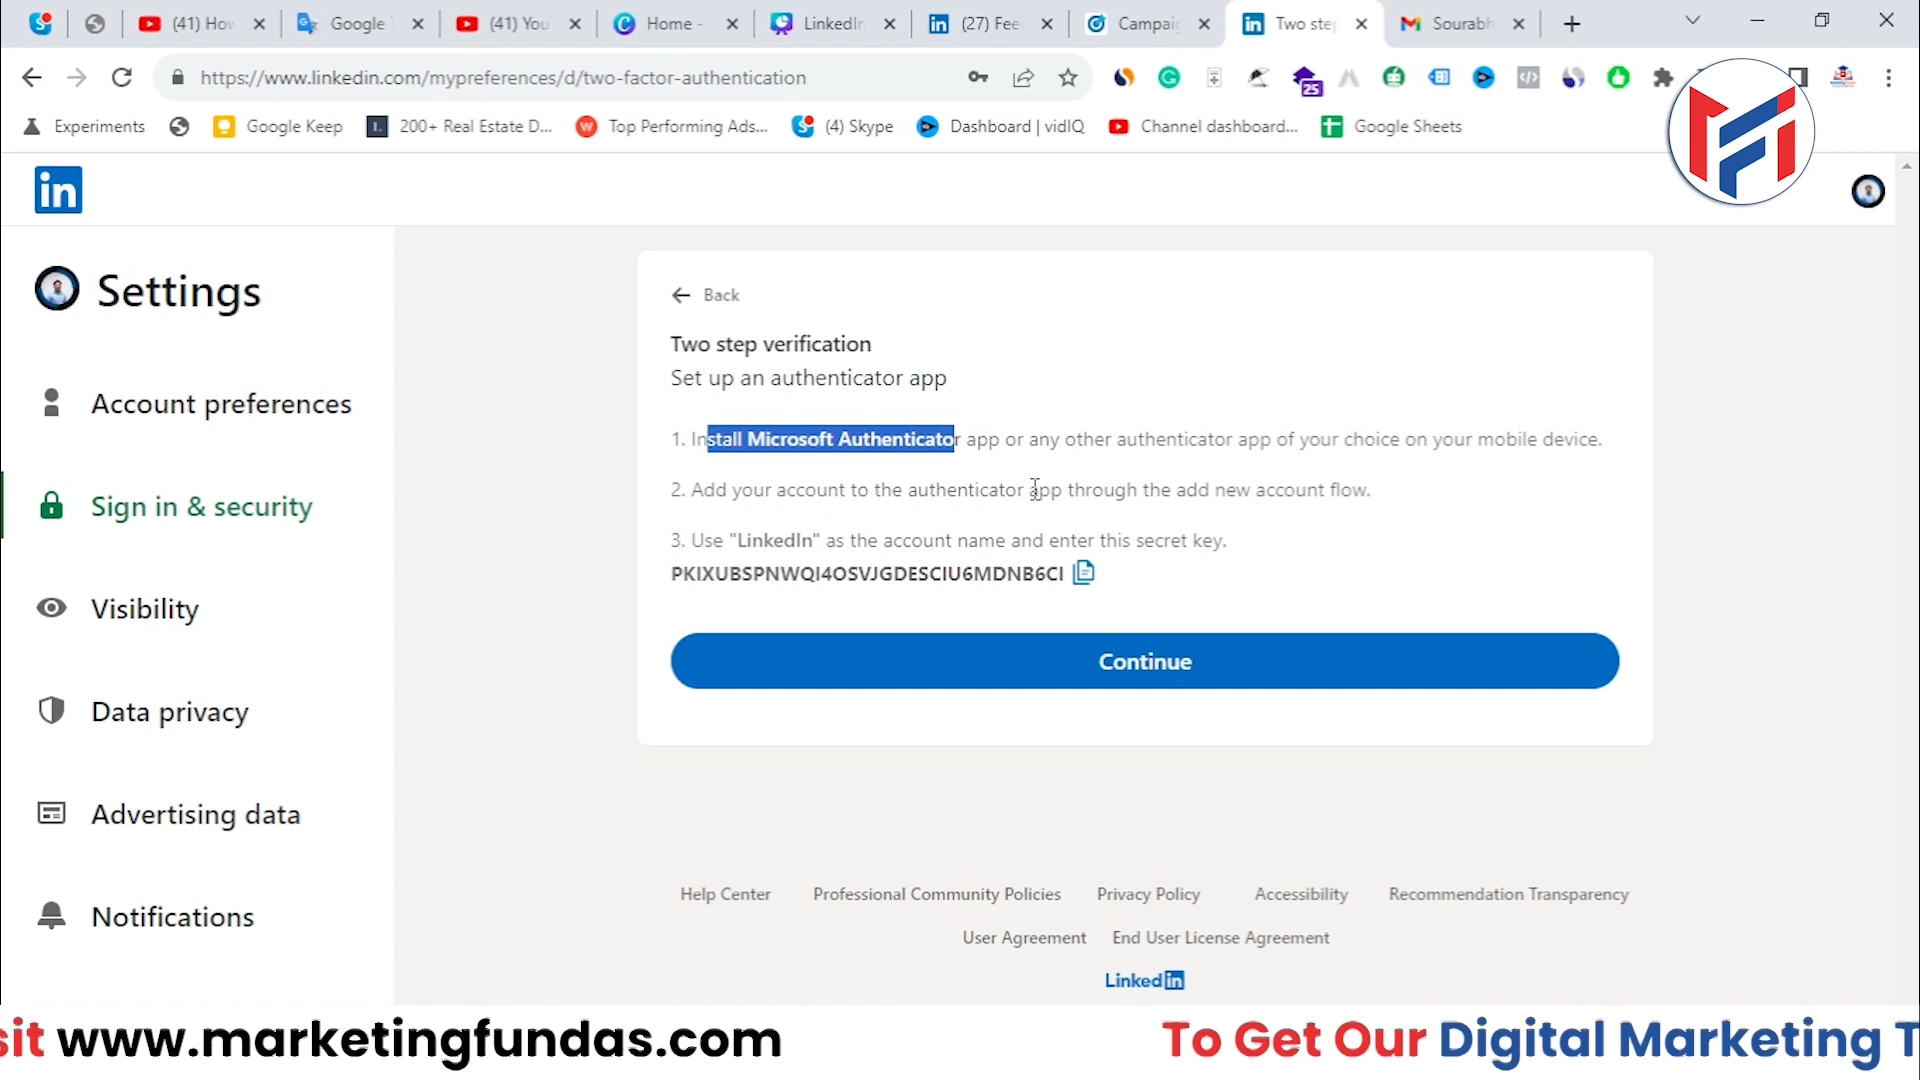 (41) How
Google T
(41) You
Home -
LinkedIn
(27) Fee
Campaig
Two step
Sourabh
https://www.linkedin.com/mypreferences/d/two-factor-authentication
25
Experiments
Google Keep
200+ Real Estate D...
Top Performing Ads...
(4) Skype
Dashboard | vidIQ
Channel dashboard...
Google Sheets
in
Settings
Account preferences
Sign in & security
Visibility
Data privacy
Advertising data
Notifications
Back
Two step verification
Set up an authenticator app
1. Install Microsoft Authenticator app or any other authenticator app of your choice on your mobile device.
2. Add your account to the authenticator app through the add new account flow.
3. Use "LinkedIn" as the account name and enter this secret key.
PKIXUBSPNWQI4OSVJGDESCIU6MDNB6CI
Continue
Help Center Professional Community Policies Privacy Policy Accessibility Recommendation Transparency
User Agreement End User License Agreement
LinkedIn
sit www.marketingfundas.com To Get Our Digital Marketing T